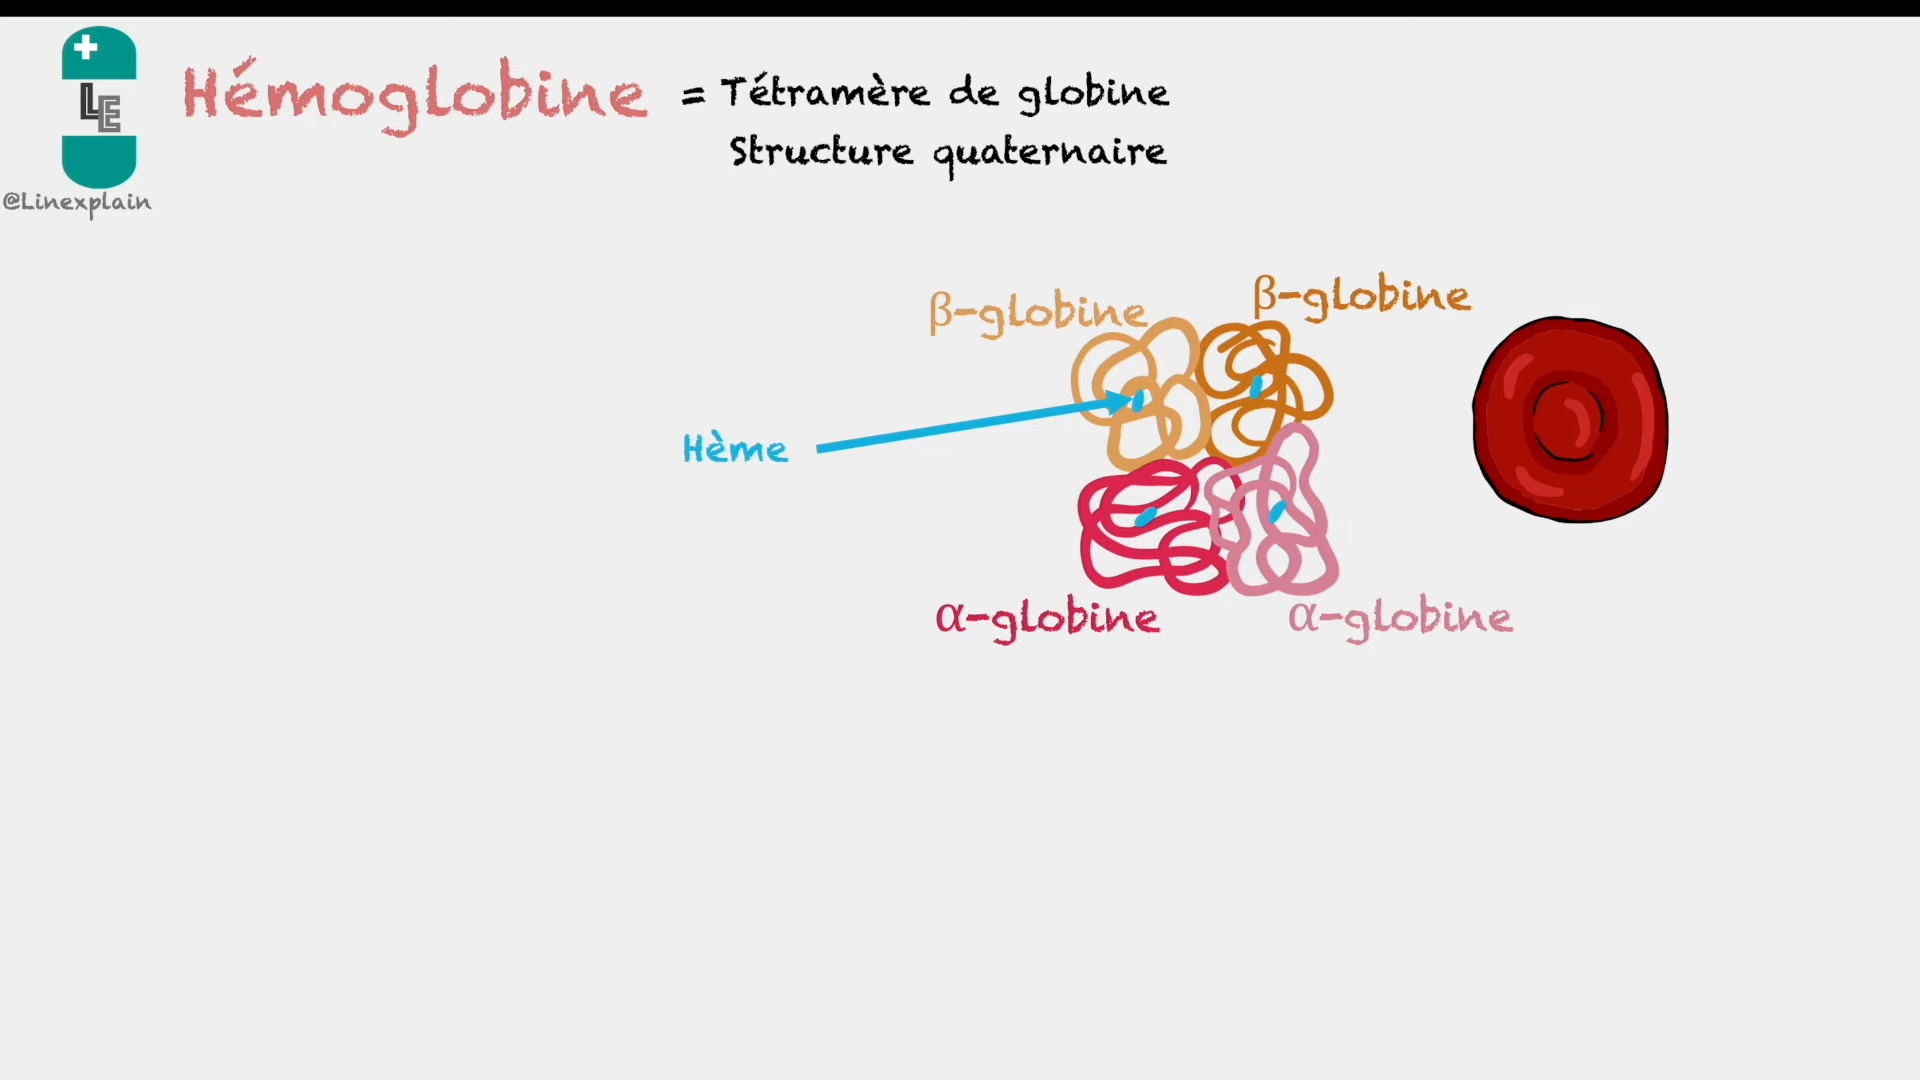 LE
@Linexplain
Hémoglobine = Tétramère de globine
Structure quaternaire
β-globine
β-globine
Hème
α-globine
α-globine